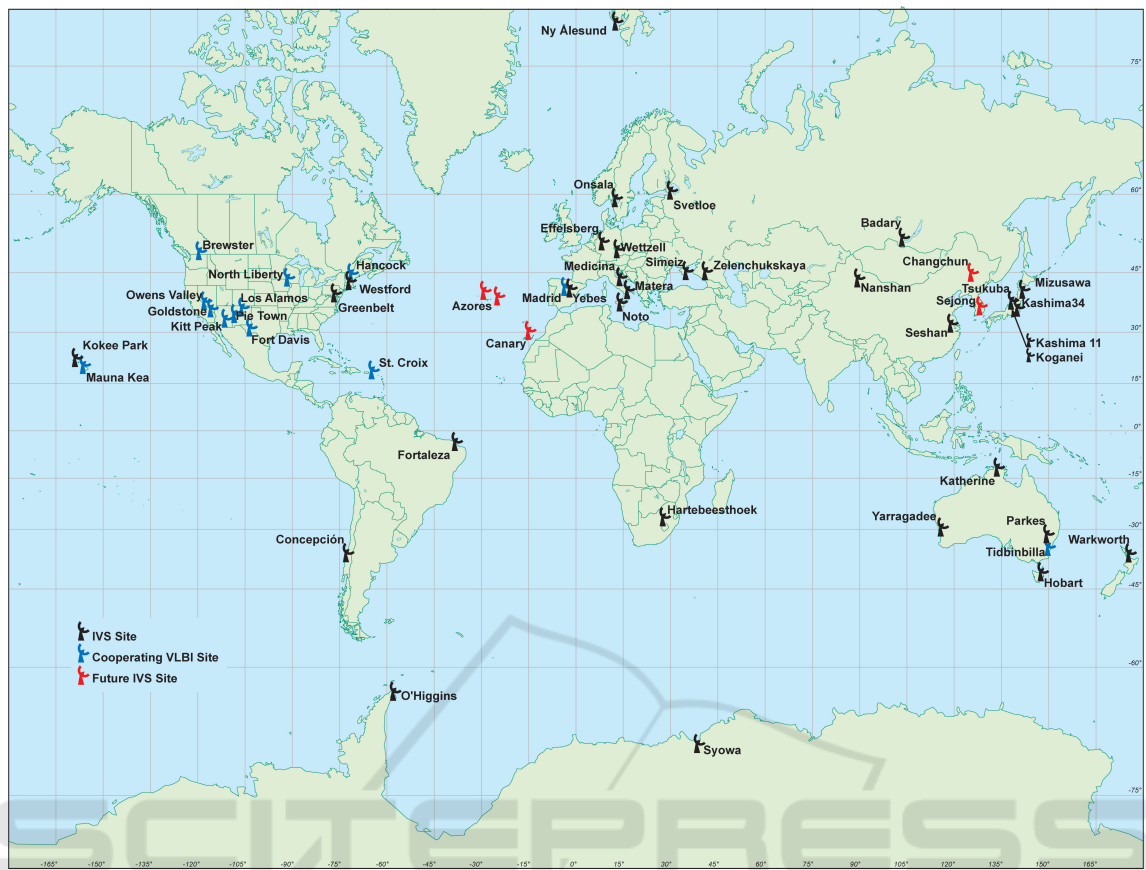 Ny Ålesund
75°
Onsala
60°
Svetloe
Badary
Effelsberg
Brewster
Wettzell
Simeiz
Changchun
Hancock
Medicina
Zelenchukskaya
45°
North Liberty
Nanshan
Mizusawa
Westford
Matera
Tsukuba
Owens Valley
Los Alamos
Madrid
Yebes
Sejong
Kashima34
Azores
Greenbelt
Goldstone
Pie Town
Noto
Kitt Peak
Seshan
30°
Fort Davis
Canary
Kashima 11
Kokee Park
Koganei
St. Croix
Mauna Kea
15°
0°
Fortaleza
-15°
Katherine
Hartebeesthoek
Yarragadee
Parkes
-30°
Concepción
Warkworth
Tidbinbilla
Hobart
-45°
IVS Site
Cooperating VLBI Site
-60°
Future IVS Site
O'Higgins
Syowa
-75°
SCITEPRESS
-165° -150° -135° -120° -105° -90° -75° -60° -45° -30° -15° 0° 15° 30° 45° 60° 75° 90° 105° 120° 135° 150° 165°